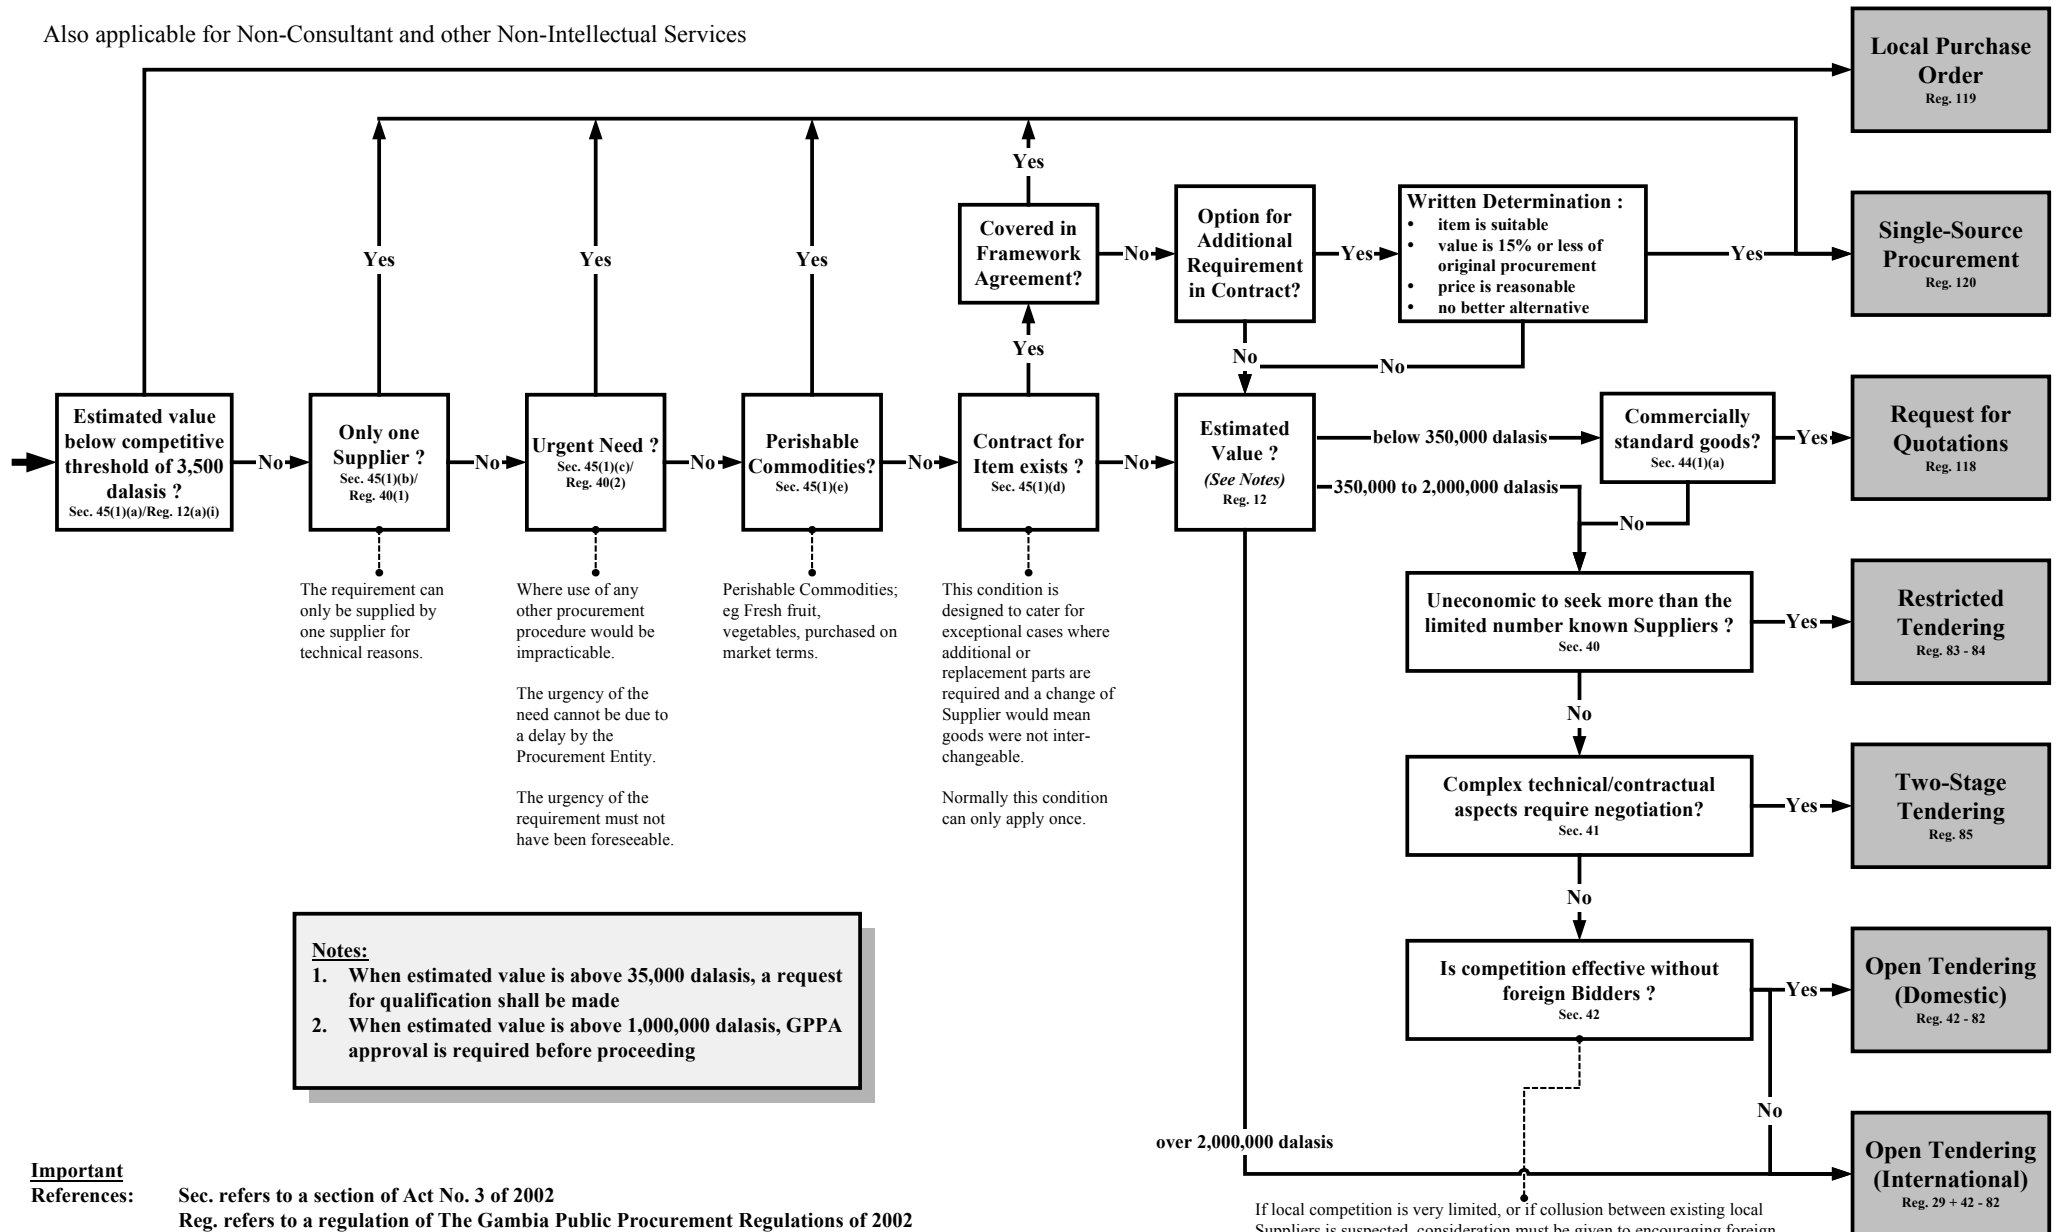 Also applicable for Non-Consultant and other Non-Intellectual Services
Local Purchase
Order
Reg. 119
Yes
Yes
Yes
Yes
Covered in
Framework
Agreement?
No
Option for
Additional
Requirement
in Contract?
Yes
Written Determination :
• item is suitable
• value is 15% or less of
original procurement
• price is reasonable
• no better alternative
Yes
Single-Source
Procurement
Reg. 120
Yes
No
No
Estimated value
below competitive
threshold of 3,500
dalasis ?
Sec. 45(1)(a)/Reg. 12(a)(i)
No
Only one
Supplier ?
Sec. 45(1)(b)/
Reg. 40(1)
No
Urgent Need ?
Sec. 45(1)(c)/
Reg. 40(2)
No
Perishable
Commodities?
Sec. 45(1)(e)
No
Contract for
Item exists ?
Sec. 45(1)(d)
No
Estimated
Value ?
(See Notes)
Reg. 12
below 350,000 dalasis
350,000 to 2,000,000 dalasis
Commercially
standard goods?
Sec. 44(1)(a)
Yes
No
Request for
Quotations
Reg. 118
The requirement can
only be supplied by
one supplier for
technical reasons.
Where use of any
other procurement
procedure would be
impracticable.
The urgency of the
need cannot be due to
a delay by the
Procurement Entity.
The urgency of the
requirement must not
have been foreseeable.
Perishable Commodities;
eg Fresh fruit,
vegetables, purchased on
market terms.
This condition is
designed to cater for
exceptional cases where
additional or
replacement parts are
required and a change of
Supplier would mean
goods were not inter-
changeable.
Normally this condition
can only apply once.
Uneconomic to seek more than the
limited number known Suppliers ?
Sec. 40
Yes
Restricted
Tendering
Reg. 83 - 84
No
Complex technical/contractual
aspects require negotiation?
Sec. 41
Yes
Two-Stage
Tendering
Reg. 85
No
Is competition effective without
foreign Bidders ?
Sec. 42
Yes
Open Tendering
(Domestic)
Reg. 42 - 82
No
over 2,000,000 dalasis
Open Tendering
(International)
Reg. 29 + 42 - 82
Notes:
1. When estimated value is above 35,000 dalasis, a request
for qualification shall be made
2. When estimated value is above 1,000,000 dalasis, GPPA
approval is required before proceeding
Important
References: Sec. refers to a section of Act No. 3 of 2002
Reg. refers to a regulation of The Gambia Public Procurement Regulations of 2002
If local competition is very limited, or if collusion between existing local
Suppliers is suspected, consideration must be given to encouraging foreign